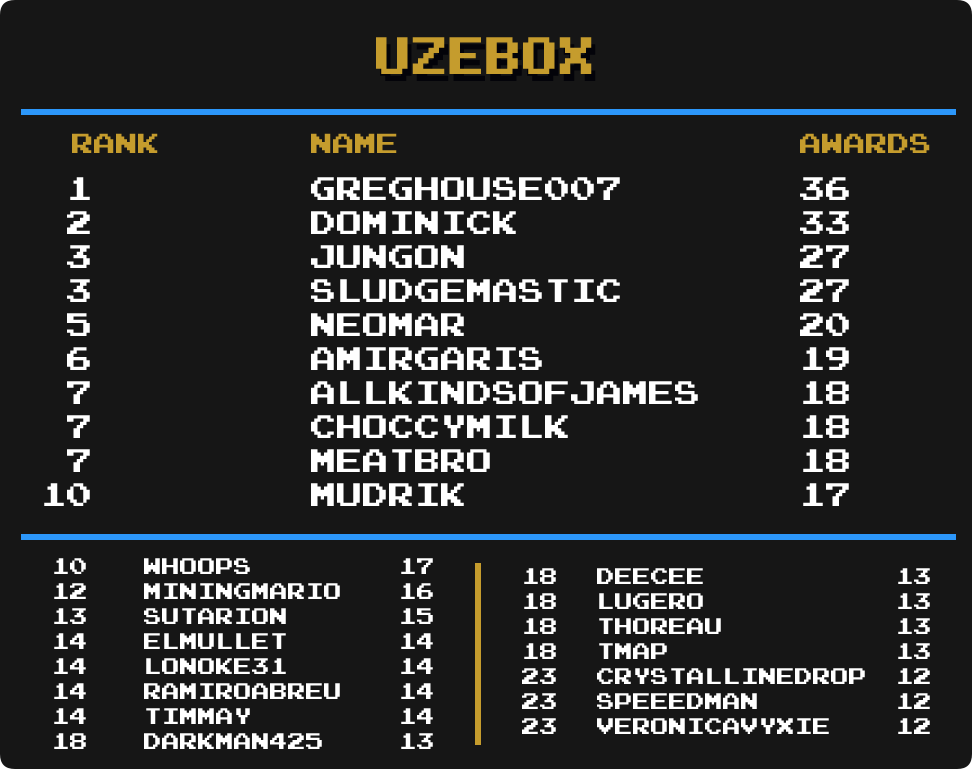 UZEBOX
RANK NAME AWARDS
1 GREGHOUSE007 36
2 DOMINICK 33
3 JUNGON 27
3 SLUDGEMASTIC 27
5 NEOMAR 20
6 AMIRGARIS 19
7 ALLKINDSOFJAMES 18
7 CHOCCYMILK 18
7 MEATBRO 18
10 MUDRIK 17
10 WHOOPS 17
12 MININGMARIO 16
13 SUTARION 15
14 ELMULLET 14
14 LONOKE31 14
14 RAMIROABREU 14
14 TIMMAY 14
18 DARKMAN425 13
18 DEECEE 13
18 LUGERO 13
18 THOREAU 13
18 TMAP 13
23 CRYSTALLINEDROP 12
23 SPEEEDMAN 12
23 VERONICAVYXIE 12